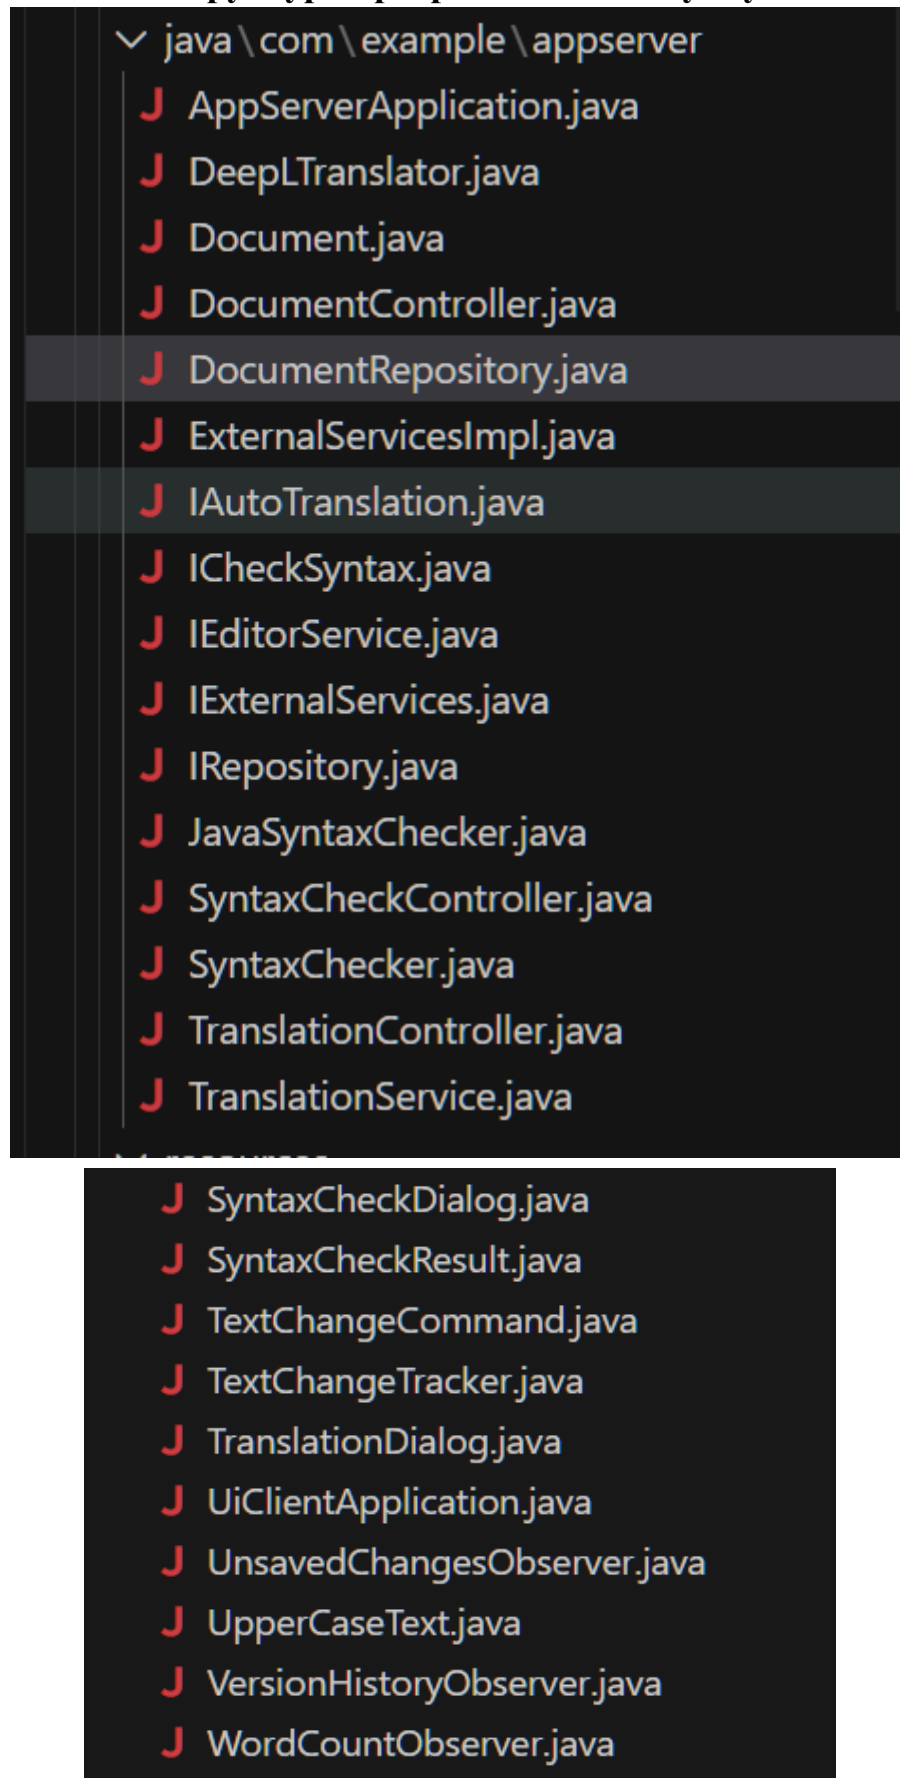 java\com\example\appserver
J AppServerApplication.java
J DeepLTranslator.java
J Document.java
J DocumentController.java
J DocumentRepository.java
J ExternalServicesImpl.java
J IAutoTranslation.java
J ICheckSyntax.java
J IEditorService.java
J IExternalServices.java
J IRepository.java
J JavaSyntaxChecker.java
J SyntaxCheckController.java
J SyntaxChecker.java
J TranslationController.java
J TranslationService.java
J SyntaxCheckDialog.java
J SyntaxCheckResult.java
J TextChangeCommand.java
J TextChangeTracker.java
J TranslationDialog.java
J UiClientApplication.java
J UnsavedChangesObserver.java
J UpperCaseText.java
J VersionHistoryObserver.java
J WordCountObserver.java